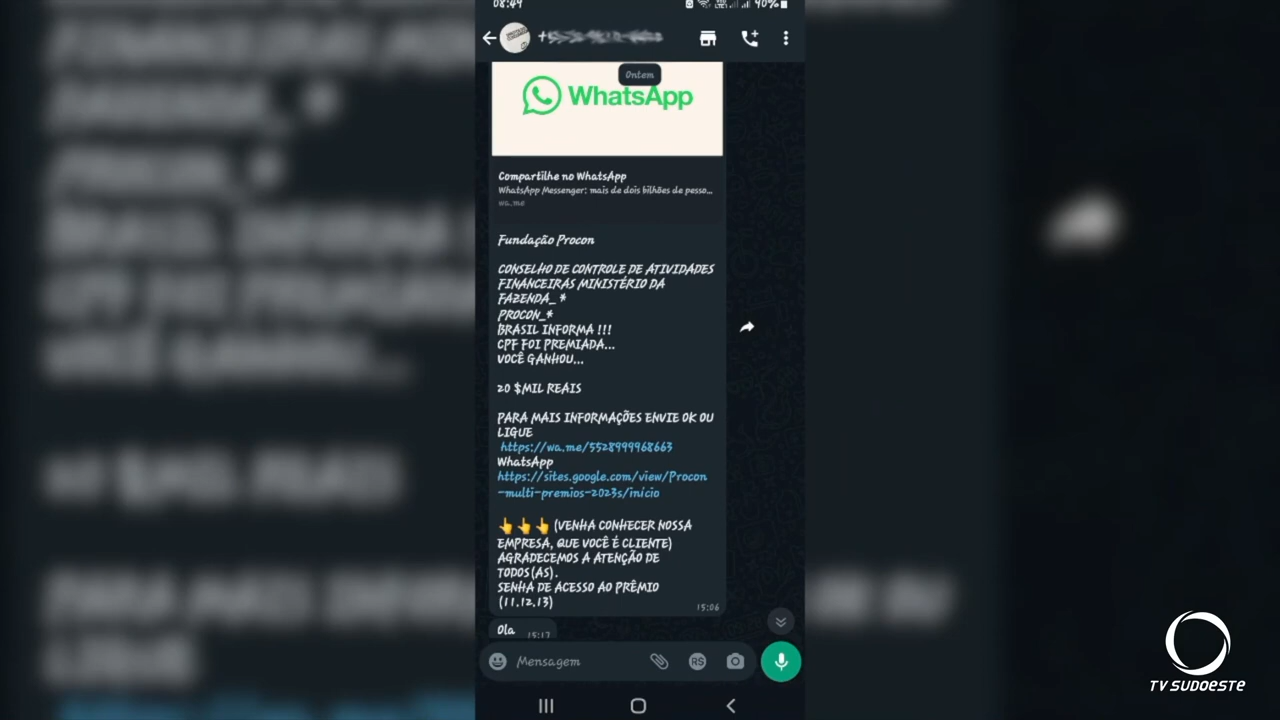 08:49
90%
Ontem
WhatsApp
Compartilhe no WhatsApp
WhatsApp Messenger: mais de dois bilhões de pesso...
wa.me
Fundação Procon
CONSELHO DE CONTROLE DE ATIVIDADES
FINANCEIRAS MINISTÉRIO DA
FAZENDA_ *
PROCON_*
BRASIL INFORMA !!!
CPF FOI PREMIADA...
VOCÊ GANHOU...
20 $MIL REAIS
PARA MAIS INFORMAÇÕES ENVIE OK OU
LIGUE
https://wa.me/5528999968663
WhatsApp
https://sites.google.com/view/Procon
-multi-premios-2023s/início
👆👆👆(VENHA CONHECER NOSSA
EMPRESA, QUE VOCÊ É CLIENTE)
AGRADECEMOS A ATENÇÃO DE
TODOS(AS).
SENHA DE ACESSO AO PRÊMIO
(11.12.13)
15:06
Ola
15:17
Mensagem
RS
TV SUDOESTE